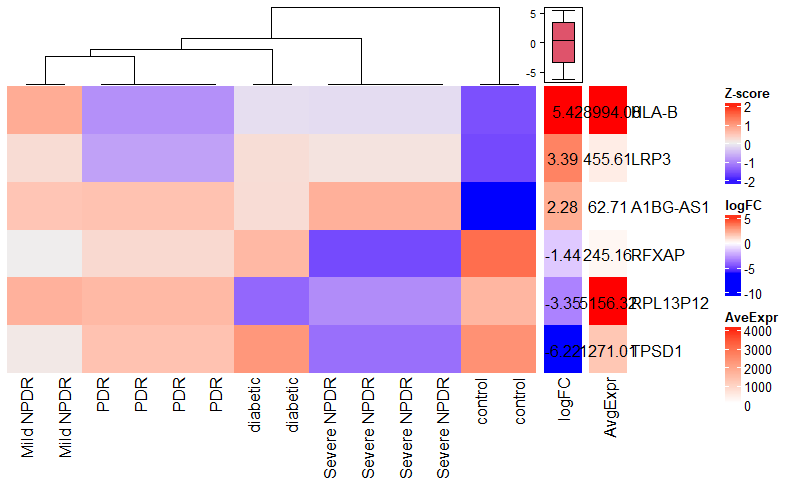 5
0
-5
5.42
8994.08
HLA-B
3.39
455.61
LRP3
2.28
62.71
A1BG-AS1
-1.44
245.16
RFXAP
-3.35
5156.32
RPL13P12
-6.22
1271.01
TPSD1
Mild NPDR
Mild NPDR
PDR
PDR
PDR
PDR
diabetic
diabetic
Severe NPDR
Severe NPDR
Severe NPDR
Severe NPDR
control
control
logFC
AvgExpr
Z-score
2
1
0
-1
-2
logFC
5
0
-5
-10
AveExpr
4000
3000
2000
1000
0